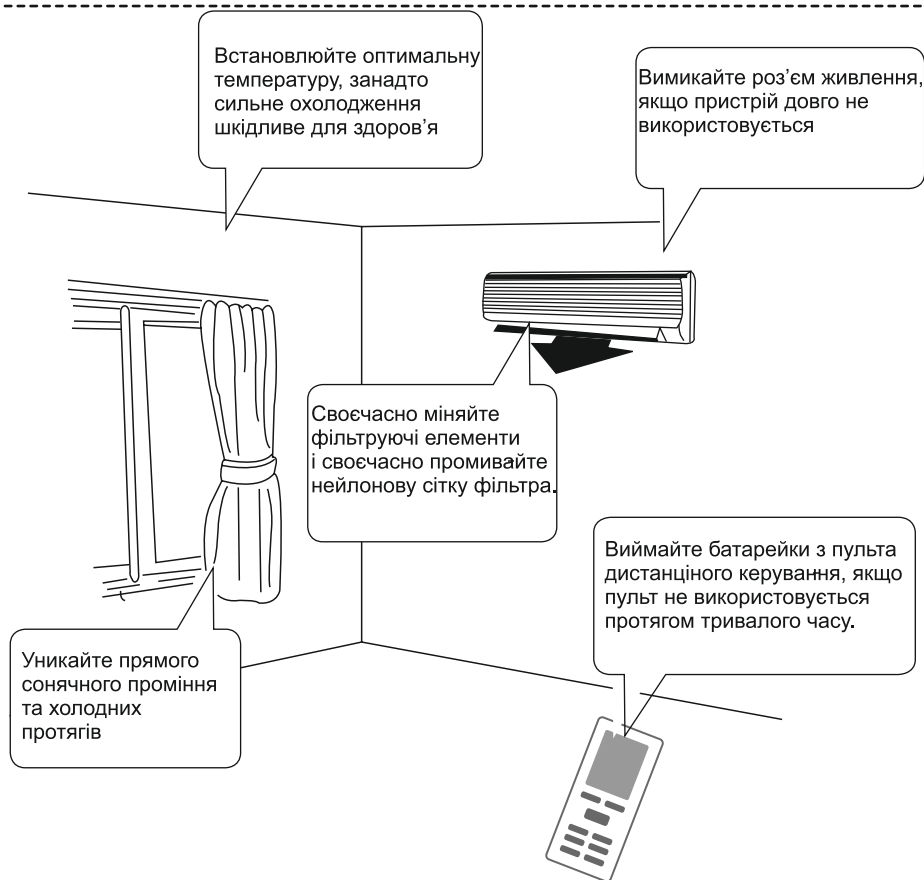 Встановлюйте оптимальну
температуру, занадто
сильне охолодження
шкідливе для здоров’я
Вимикайте роз’єм живлення,
якщо пристрій довго не
використовується
Своєчасно міняйте
фільтруючі елементи
і своєчасно промивайте
нейлонову сітку фільтра.
Виймайте батарейки з пульта
дистанціного керування, якщо
пульт не використовується
протягом тривалого часу.
Уникайте прямого
сонячного проміння
та холодних
протягів